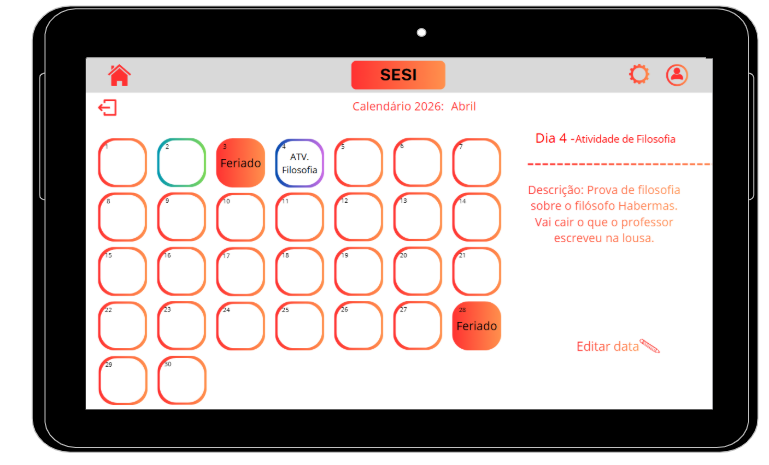 SESI
Calendário 2026: Abril
Dia 4 -Atividade de Filosofia
1 2 3 4 5 6 7
Feriado
ATV.
Filosofia
Descrição: Prova de filosofia
sobre o filósofo Habermas.
Vai cair o que o professor
escreveu na lousa.
8 9 10 11 12 13 14
15 16 17 18 19 20 21
22 23 24 25 26 27 28
Feriado
Editar data
29 30